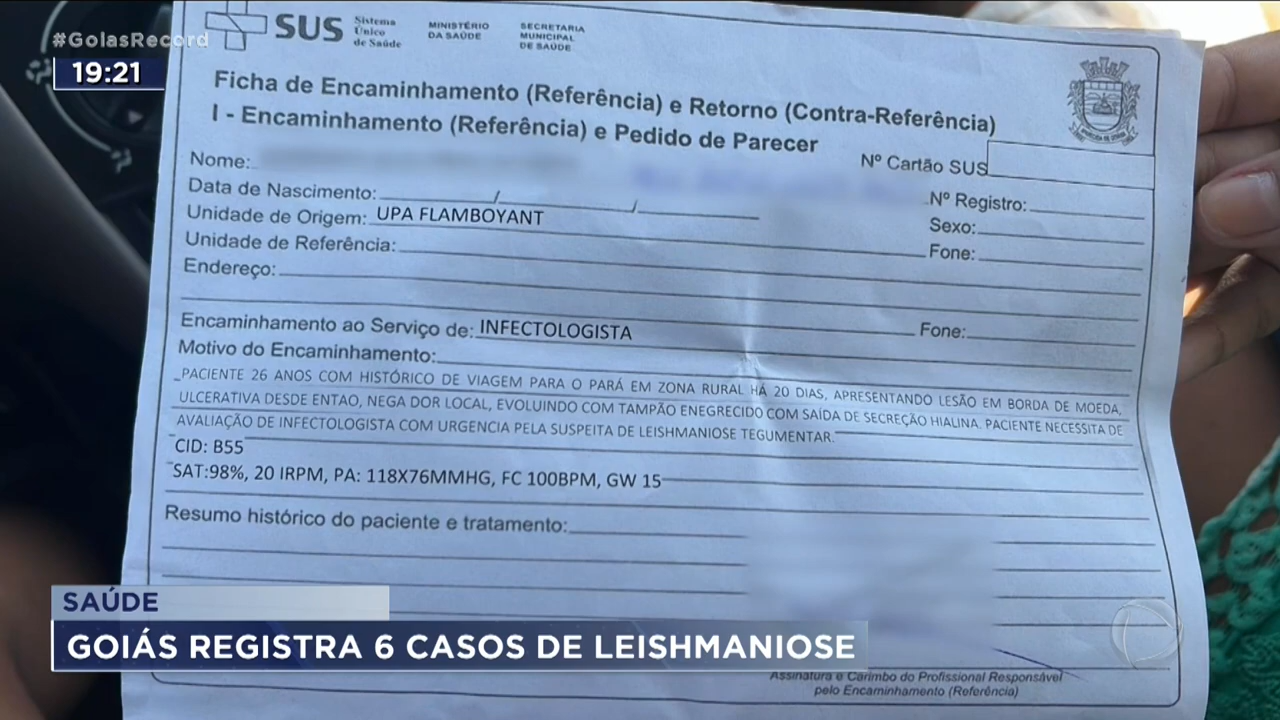 #GoiasRecord
19:21
SUS Sistema Único de Saúde
MINISTÉRIO DA SAÚDE
SECRETARIA MUNICIPAL DE SAÚDE
Ficha de Encaminhamento (Referência) e Retorno (Contra-Referência)
I - Encaminhamento (Referência) e Pedido de Parecer
Nome:
Nº Cartão SUS
Data de Nascimento: / /
Nº Registro:
Unidade de Origem: UPA FLAMBOYANT
Sexo:
Unidade de Referência:
Fone:
Endereço:
Encaminhamento ao Serviço de: INFECTOLOGISTA
Fone:
Motivo do Encaminhamento:
PACIENTE 26 ANOS COM HISTÓRICO DE VIAGEM PARA O PARÁ EM ZONA RURAL HÁ 20 DIAS, APRESENTANDO LESÃO EM BORDA DE MOEDA,
ULCERATIVA DESDE ENTAO, NEGA DOR LOCAL, EVOLUINDO COM TAMPÃO ENEGRECIDO COM SAÍDA DE SECREÇÃO HIALINA. PACIENTE NECESSITA DE
AVALIAÇÃO DE INFECTOLOGISTA COM URGENCIA PELA SUSPEITA DE LEISHMANIOSE TEGUMENTAR.
CID: B55
SAT:98%, 20 IRPM, PA: 118X76MMHG, FC 100BPM, GW 15
Resumo histórico do paciente e tratamento:
SAÚDE
GOIÁS REGISTRA 6 CASOS DE LEISHMANIOSE
Assinatura e Carimbo do Profissional Responsável
pelo Encaminhamento (Referência)